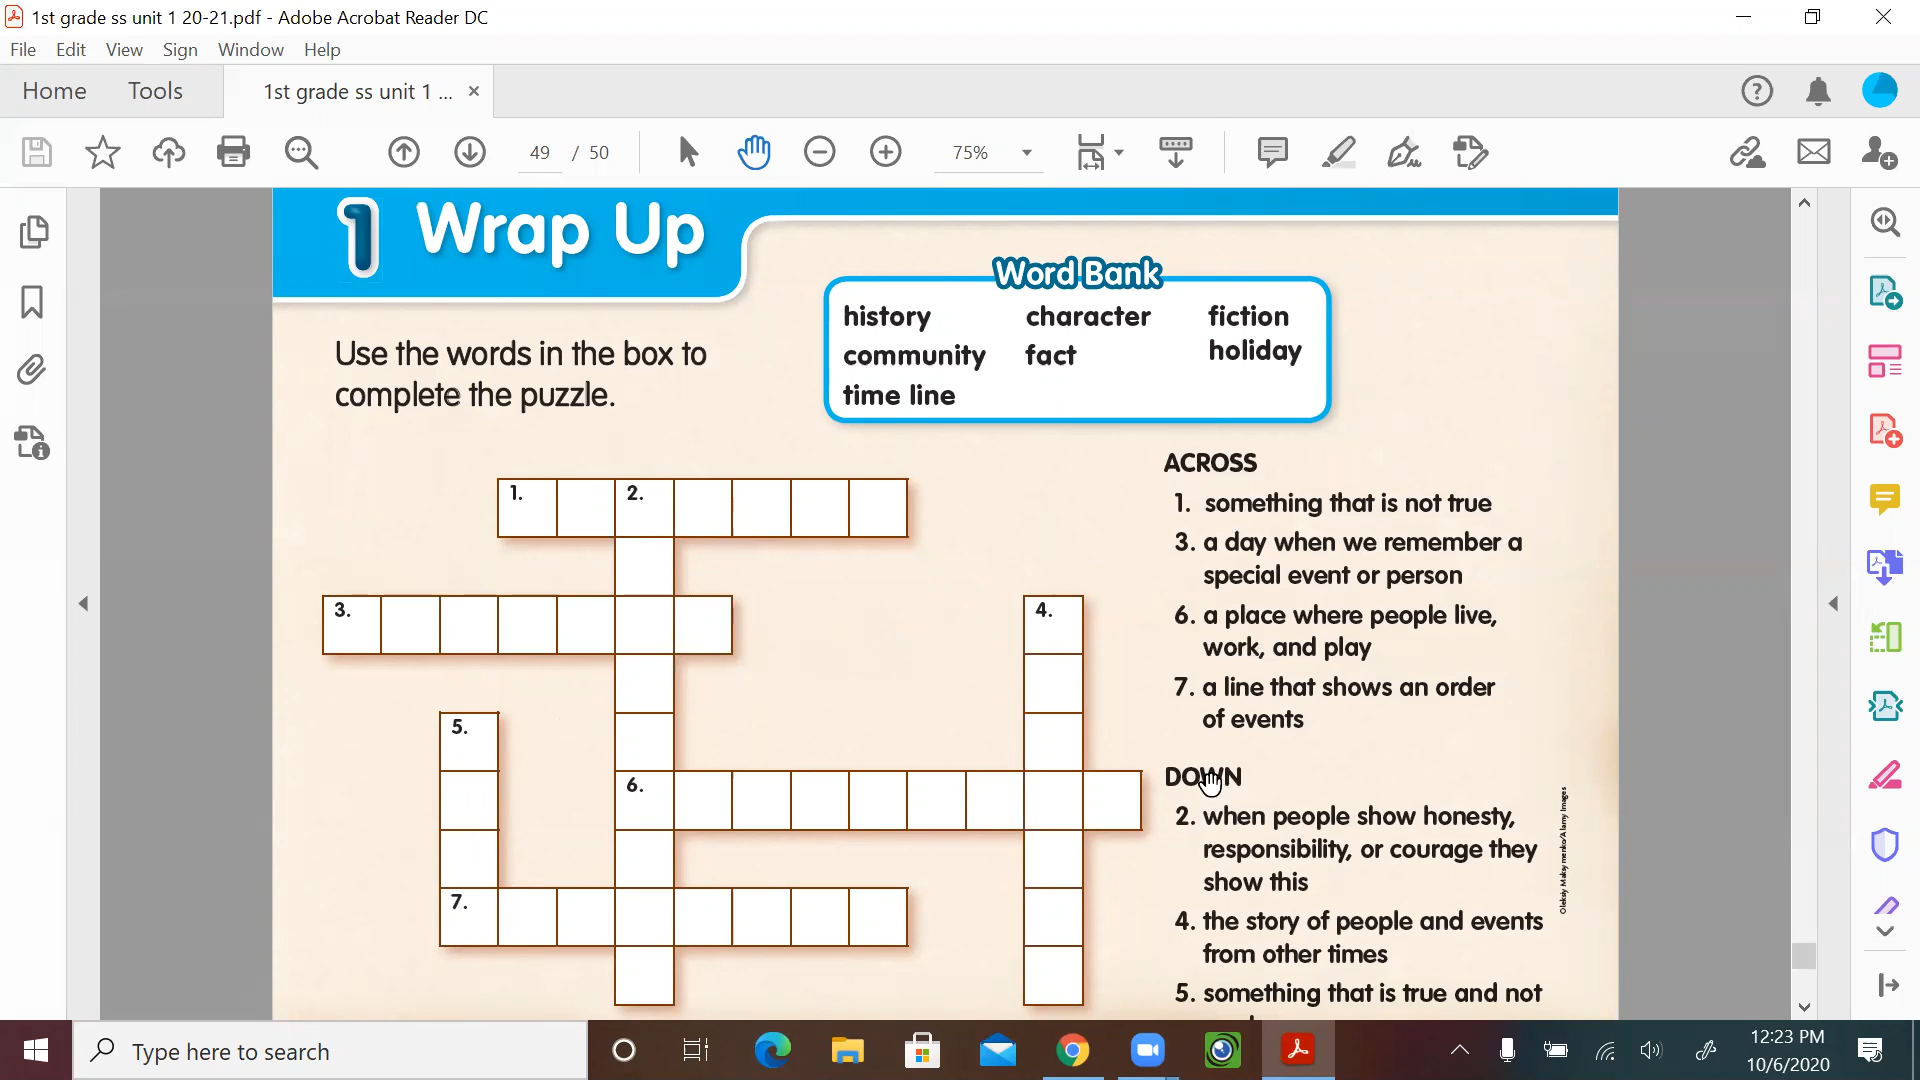 1st grade ss unit 1 20-21.pdf - Adobe Acrobat Reader DC
File Edit View Sign Window Help
Home Tools 1st grade ss unit 1 ... ×
49 / 50 75%
1 Wrap Up
Word Bank
history character fiction
community fact holiday
time line
Use the words in the box to
complete the puzzle.
1. 2.
3. 4.
5.
6.
7.
ACROSS
1. something that is not true
3. a day when we remember a
special event or person
6. a place where people live,
work, and play
7. a line that shows an order
of events
DOWN
2. when people show honesty,
responsibility, or courage they
show this
4. the story of people and events
from other times
5. something that is true and not
Oleksiy Maksymenko/Alamy Images
Type here to search
12:23 PM
10/6/2020